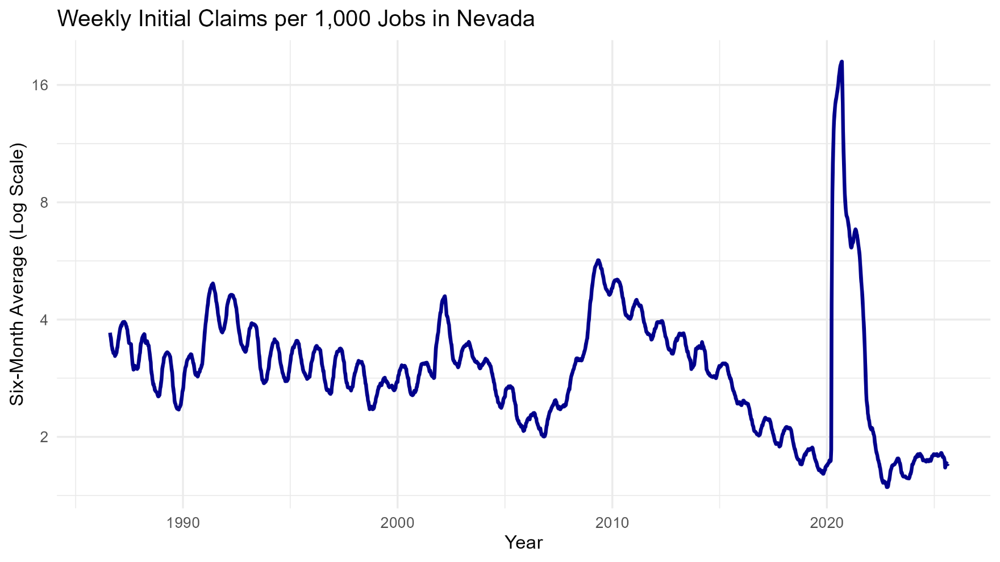 Weekly Initial Claims per 1,000 Jobs in Nevada
Six-Month Average (Log Scale)
16
8
4
2
1990
2000
2010
2020
Year